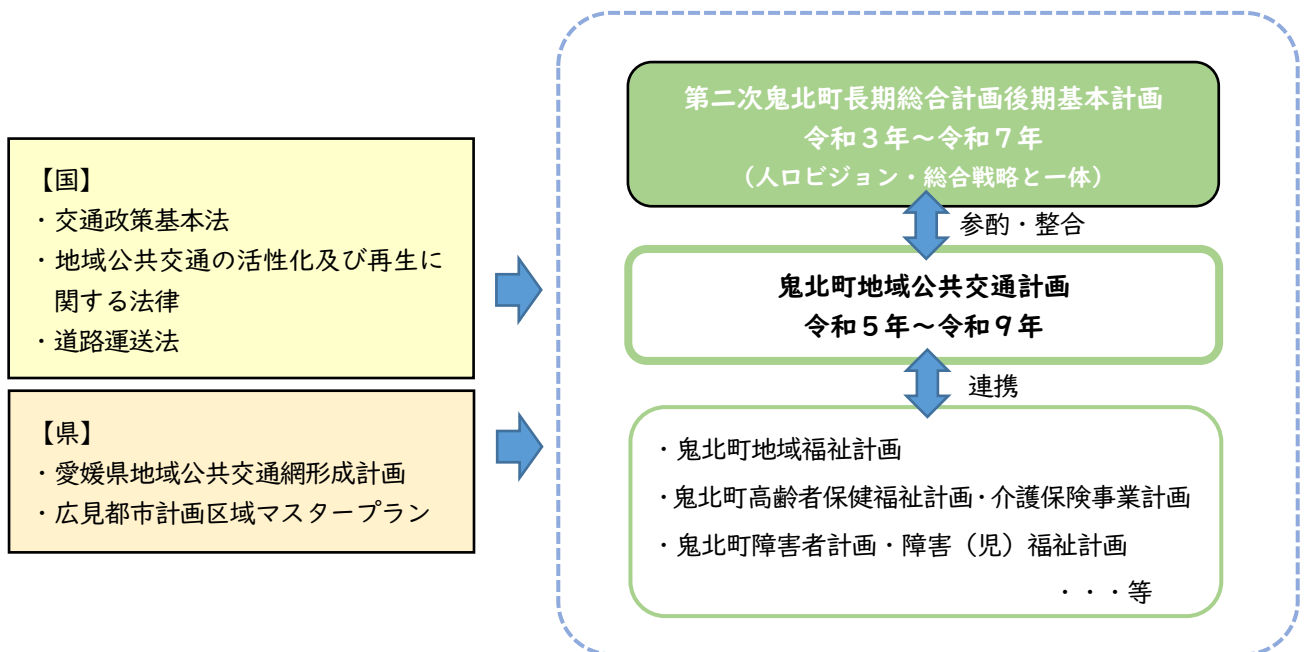 【国】
・交通政策基本法
・地域公共交通の活性化及び再生に
関する法律
・道路運送法
【県】
・愛媛県地域公共交通網形成計画
・広見都市計画区域マスタープラン
第二次鬼北町長期総合計画後期基本計画
令和３年～令和７年
（人口ビジョン・総合戦略と一体）
参酌・整合
鬼北町地域公共交通計画
令和５年～令和９年
連携
・鬼北町地域福祉計画
・鬼北町高齢者保健福祉計画・介護保険事業計画
・鬼北町障害者計画・障害（児）福祉計画
・・・等